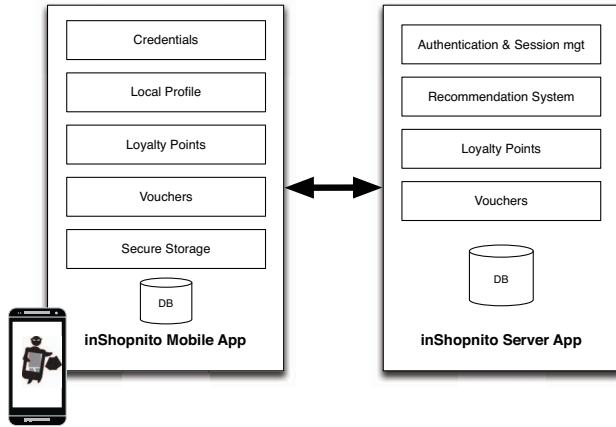 Credentials
Local Profile
Loyalty Points
Vouchers
Secure Storage
DB
inShopnito Mobile App
Authentication & Session mgt
Recommendation System
Loyalty Points
Vouchers
DB
inShopnito Server App